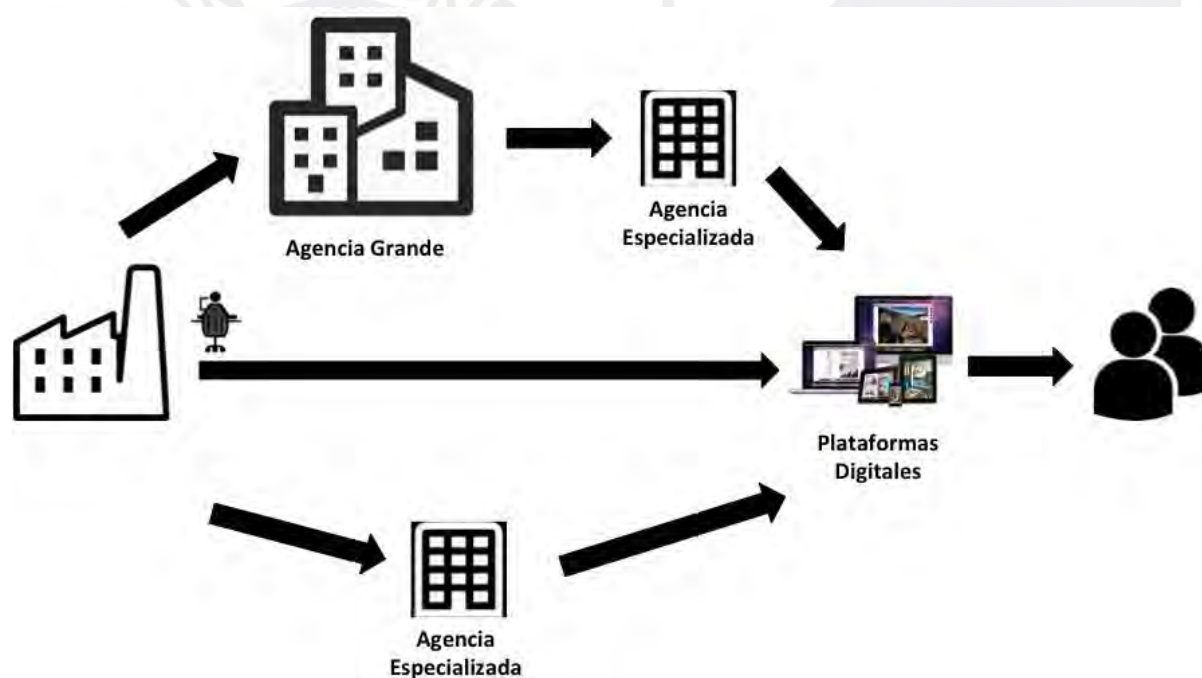 Agencia Grande
Agencia
Especializada
Plataformas
Digitales
Agencia
Especializada